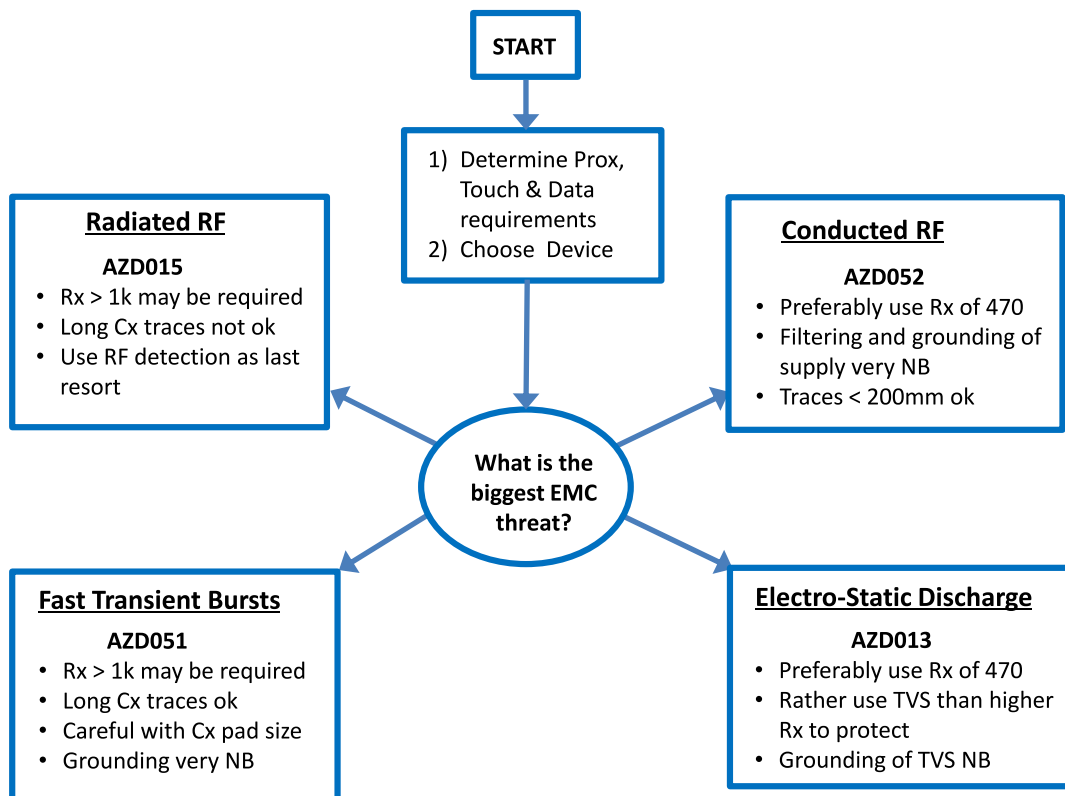 START
1) Determine Prox,
Touch & Data
requirements
2) Choose Device
Radiated RF
AZD015
• Rx > 1k may be required
• Long Cx traces not ok
• Use RF detection as last
resort
Conducted RF
AZD052
• Preferably use Rx of 470
• Filtering and grounding of
supply very NB
• Traces < 200mm ok
What is the
biggest EMC
threat?
Fast Transient Bursts
AZD051
• Rx > 1k may be required
• Long Cx traces ok
• Careful with Cx pad size
• Grounding very NB
Electro-Static Discharge
AZD013
• Preferably use Rx of 470
• Rather use TVS than higher
Rx to protect
• Grounding of TVS NB